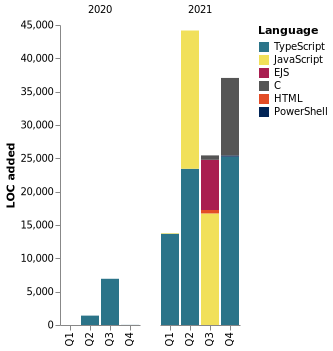 2020 2021
Language
TypeScript
JavaScript
EJS
C
HTML
PowerShell
LOC added
45,000
40,000
35,000
30,000
25,000
20,000
15,000
10,000
5,000
0
Q1 Q2 Q3 Q4 Q1 Q2 Q3 Q4